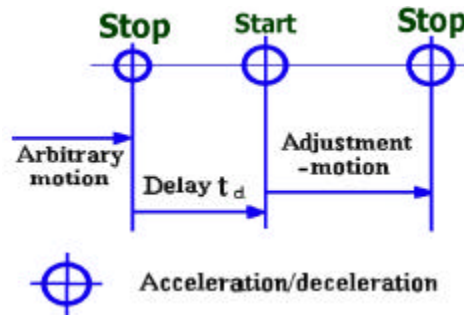 Stop
Start
Stop
Arbitrary
motion
Delay t d
Adjustment
-motion
Acceleration/deceleration